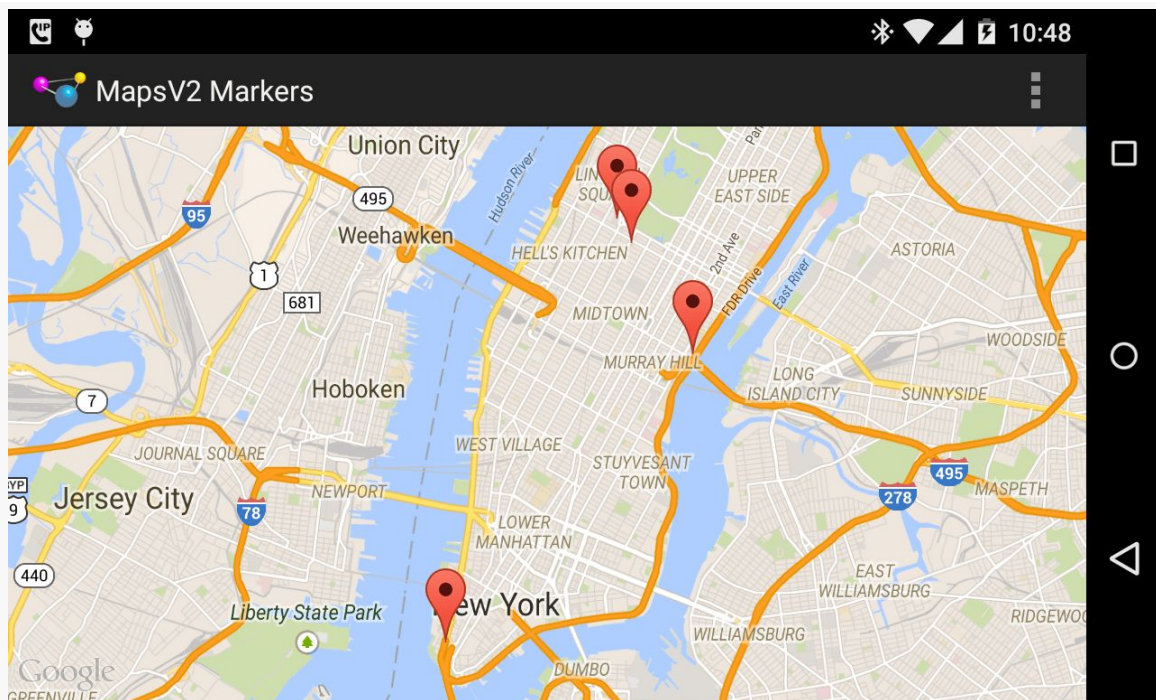 10:48
MapsV2 Markers
Union City
Hudson River
UPPER
EAST SIDE
95
495
Weehawken
HELL'S KITCHEN
2nd Ave
ASTORIA
1
681
FDR Drive
East River
MIDTOWN
WOODSIDE
MURRAY HILL
Hoboken
LONG
ISLAND CITY
SUNNYSIDE
7
WEST VILLAGE
JOURNAL SQUARE
STUYVESANT
TOWN
495
NEWPORT
278
MASPETH
Jersey City
78
LOWER
MANHATTAN
440
EAST
WILLIAMSBURG
Liberty State Park
New York
WILLIAMSBURG
DUMBO
Google